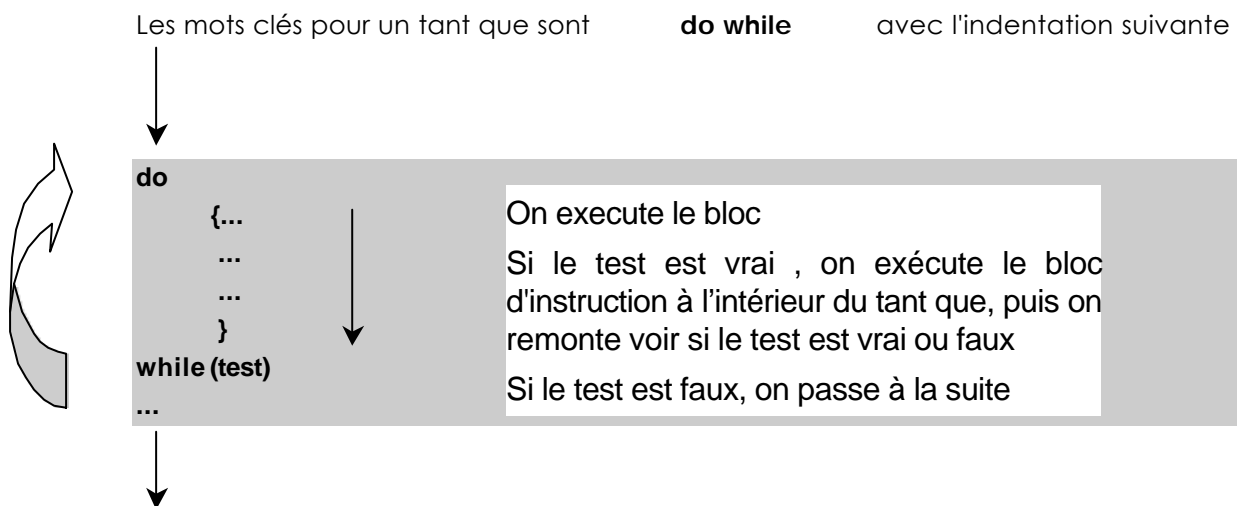 Les mots clés pour un tant que sont do while avec l'indentation suivante
do
{...
...
...
}
while (test)
...
On execute le bloc
Si le test est vrai , on exécute le bloc
d'instruction à l’intérieur du tant que, puis on
remonte voir si le test est vrai ou faux
Si le test est faux, on passe à la suite